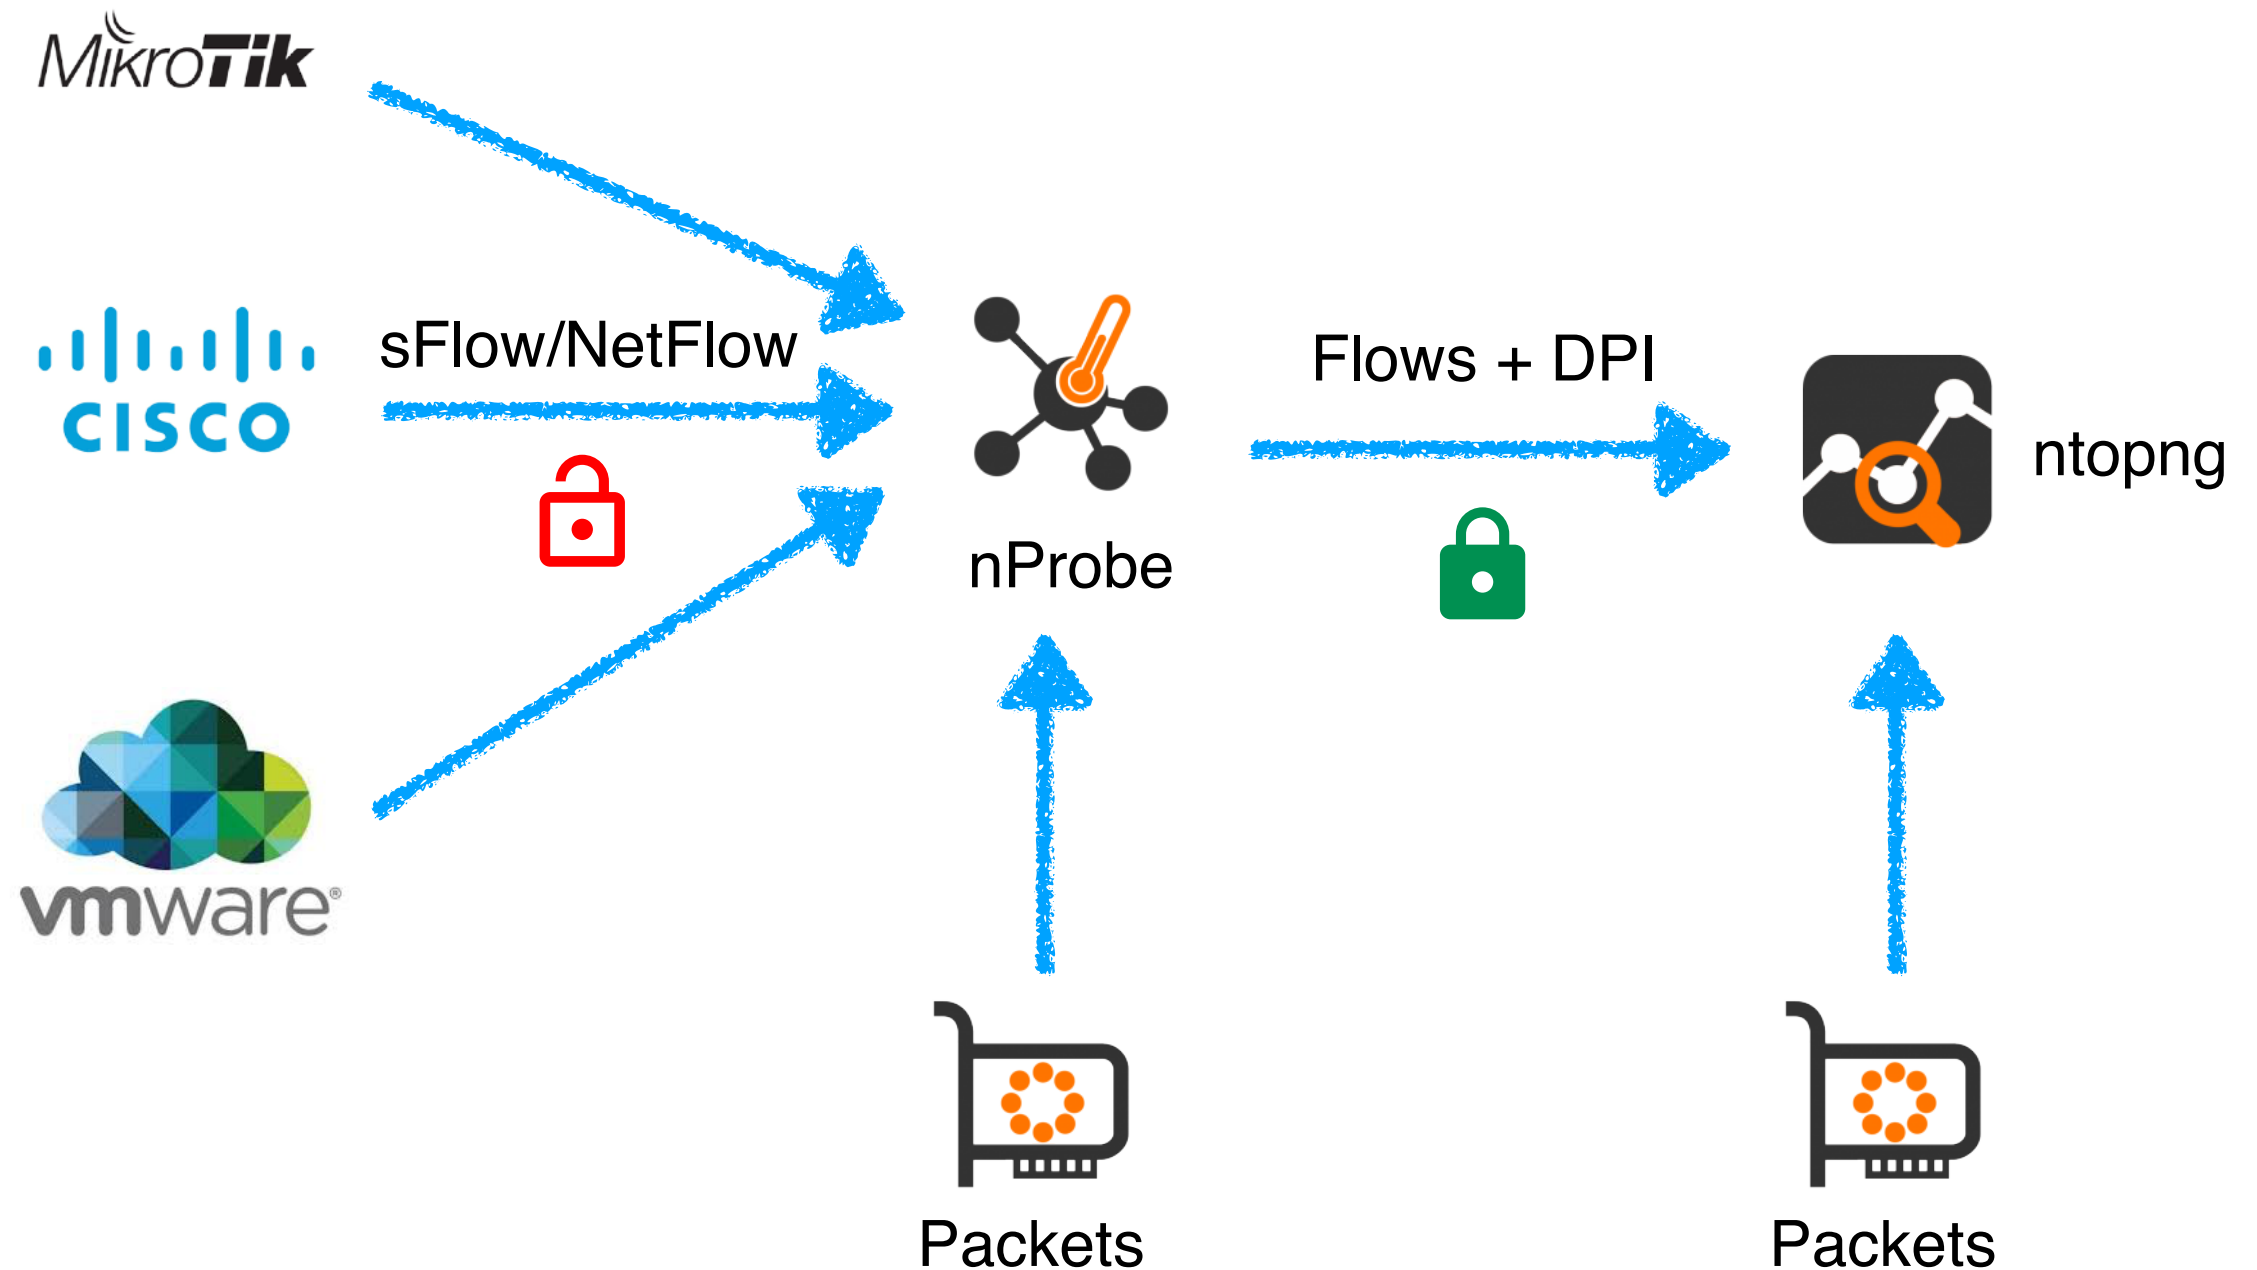 MikroTik
CISCO
sFlow/NetFlow
Flows + DPI
ntopng
nProbe
vmware®
Packets
Packets